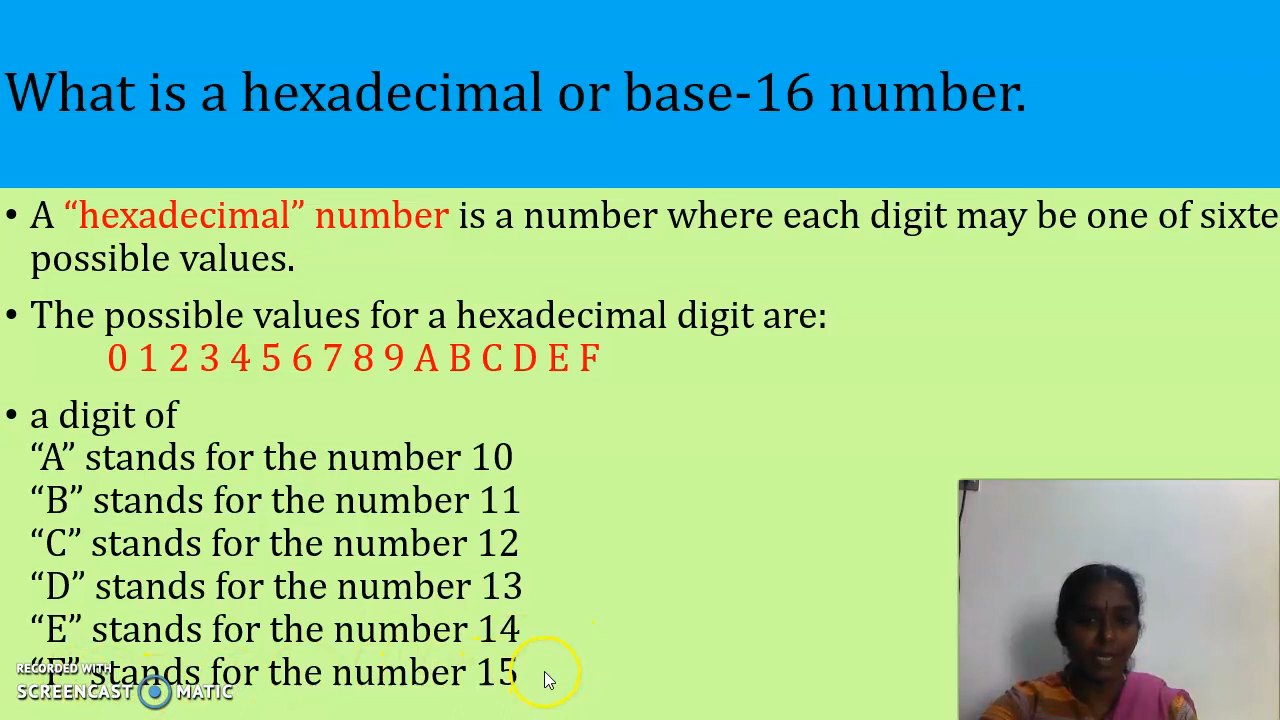 What is a hexadecimal or base-16 number.
• A “hexadecimal” number is a number where each digit may be one of sixte
possible values.
• The possible values for a hexadecimal digit are:
0 1 2 3 4 5 6 7 8 9 A B C D E F
• a digit of
“A” stands for the number 10
“B” stands for the number 11
“C” stands for the number 12
“D” stands for the number 13
“E” stands for the number 14
“F” stands for the number 15
RECORDED WITH
SCREENCAST MATIC